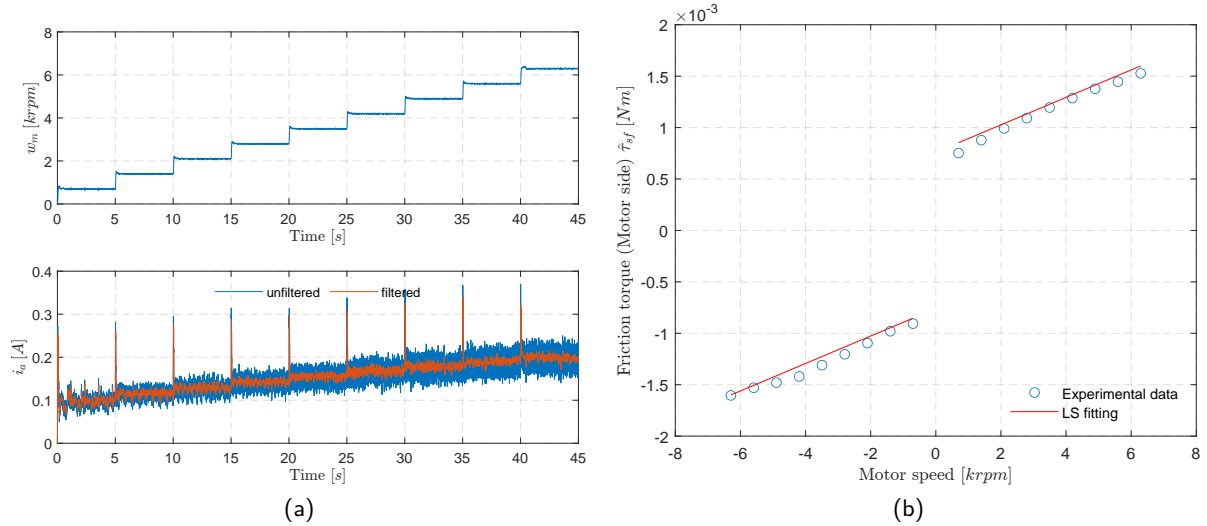 8
6
4
2
0
w_m [krpm]
0 5 10 15 20 25 30 35 40 45
Time [s]
0.4
0.3
0.2
0.1
0
i_a [A]
unfiltered filtered
0 5 10 15 20 25 30 35 40 45
Time [s]
(a)
×10^-3
2
1.5
1
0.5
0
-0.5
-1
-1.5
-2
Friction torque (Motor side) τ̂_sf [Nm]
Experimental data
LS fitting
-8 -6 -4 -2 0 2 4 6 8
Motor speed [krpm]
(b)